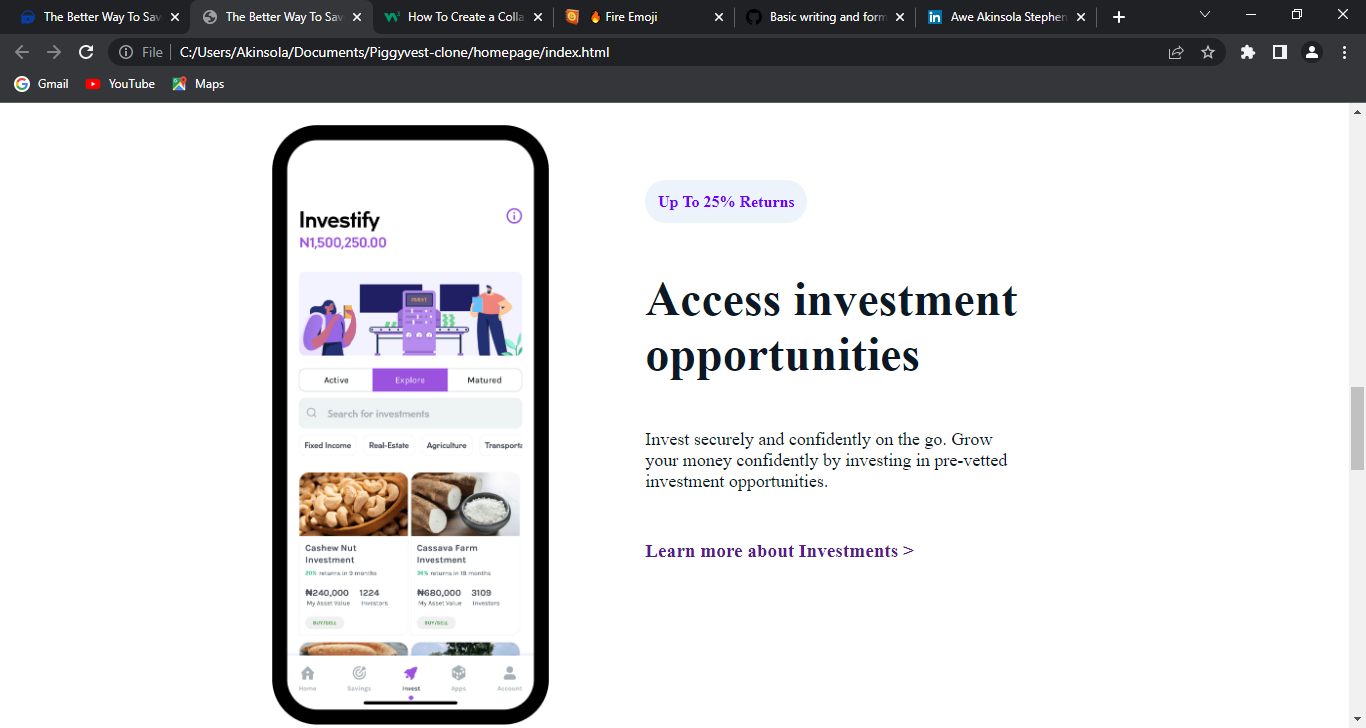 The Better Way To Sav
The Better Way To Sav
How To Create a Colla
Fire Emoji
Basic writing and form
Awe Akinsola Stephen
File
C:/Users/Akinsola/Documents/Piggyvest-clone/homepage/index.html
Gmail
YouTube
Maps
Investify
N1,500,250.00
INVEST
Active
Explore
Matured
Search for investments
Fixed Income
Real-Estate
Agriculture
Transporta
Cashew Nut
Investment
20% returns in 9 months
₦240,000
1224
My Asset Value
Investors
BUY/SELL
Cassava Farm
Investment
36% returns in 18 months
₦680,000
3109
My Asset Value
Investors
BUY/SELL
Home
Savings
Invest
Apps
Account
Up To 25% Returns
Access investment
opportunities
Invest securely and confidently on the go. Grow
your money confidently by investing in pre-vetted
investment opportunities.
Learn more about Investments >